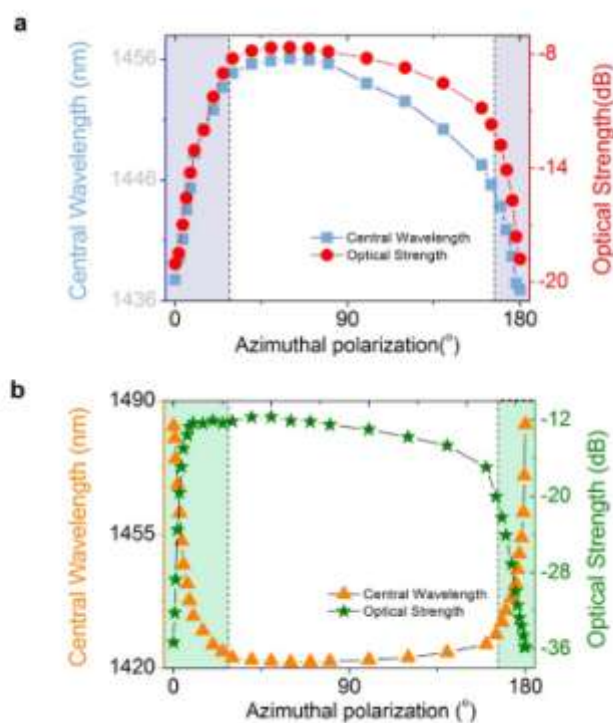 a
Central Wavelength (nm)
1456
1446
1436
-8
-14
-20
Optical Strength(dB)
Central Wavelength
Optical Strength
0
90
180
Azimuthal polarization(°)
b
Central Wavelength (nm)
1490
1455
1420
-12
-20
-28
-36
Optical Strength (dB)
Central Wavelength
Optical Strength
0
90
180
Azimuthal polarization (°)